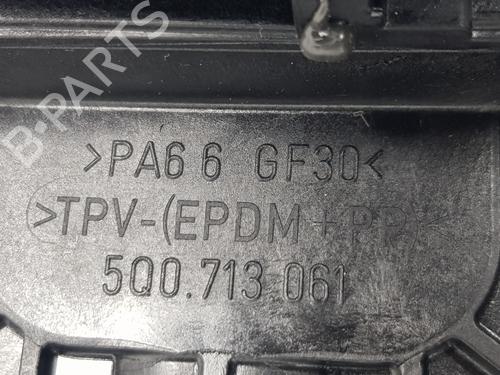 B-PARTS
>PA6 6 GF30<
>TPV-(EPDM+PP)<
5Q0.713 061